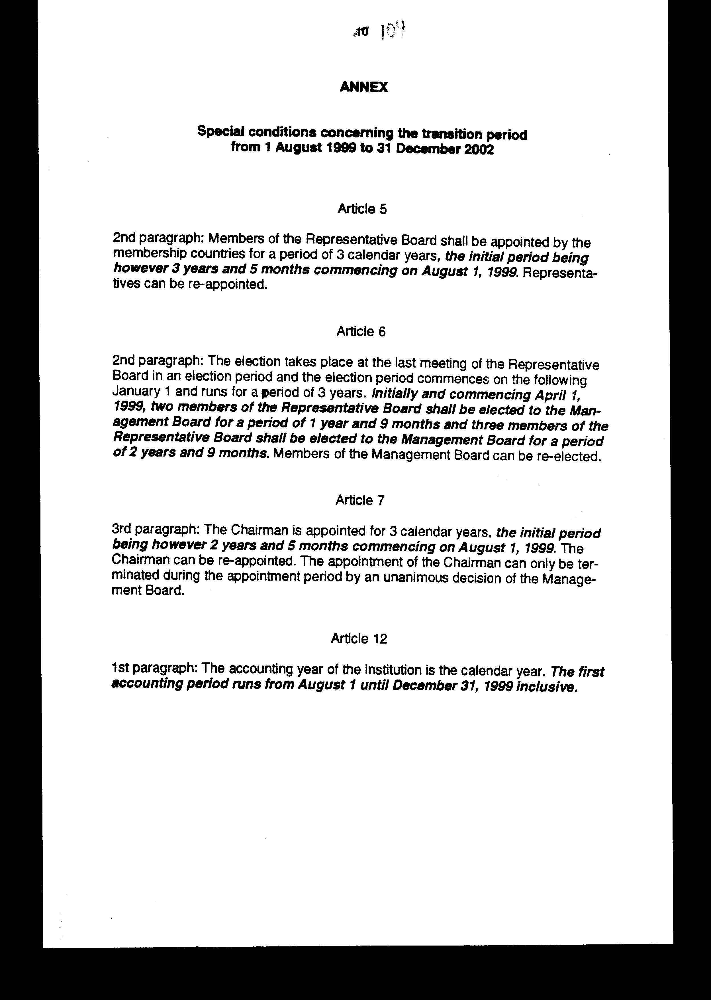 10 104
ANNEX
Special conditions concerning the transition period
from 1 August 1999 to 31 December 2002
Article 5
2nd paragraph: Members of the Representative Board shall be appointed by the
membership countries for a period of 3 calendar years, the initial period being
however 3 years and 5 months commencing on August 1, 1999. Representa-
tives can be re-appointed.
Article 6
2nd paragraph: The election takes place at the last meeting of the Representative
Board in an election period and the election period commences on the following
January 1 and runs for a period of 3 years. Initially and commencing April 1,
1999, two members of the Representative Board shall be elected to the Man-
agement Board for a period of 1 year and 9 months and three members of the
Representative Board shall be elected to the Management Board for a period
of 2 years and 9 months. Members of the Management Board can be re-elected.
Article 7
3rd paragraph: The Chairman is appointed for 3 calendar years, the initial period
being however 2 years and 5 months commencing on August 1, 1999. The
Chairman can be re-appointed. The appointment of the Chairman can only be ter-
minated during the appointment period by an unanimous decision of the Manage-
ment Board.
Article 12
1st paragraph: The accounting year of the institution is the calendar year. The first
accounting period runs from August 1 until December 31, 1999 inclusive.